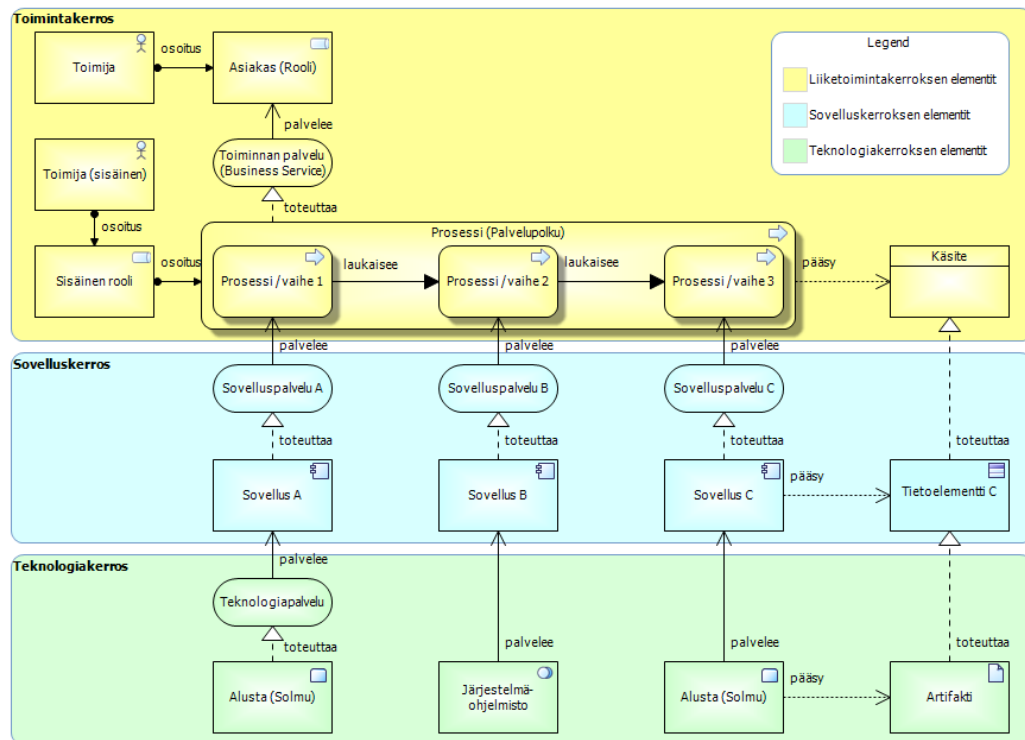 Toimintakerros
Legend
Liiketoimintakerroksen elementit
Sovelluskerroksen elementit
Teknologiakerroksen elementit
Toimija
osoitus
Asiakas (Rooli)
palvelee
Toiminnan palvelu
(Business Service)
toteuttaa
Toimija (sisäinen)
osoitus
Sisäinen rooli
osoitus
Prosessi (Palvelupolku)
Prosessi /vaihe 1
laukaisee
Prosessi /vaihe 2
laukaisee
Prosessi /vaihe 3
pääsy
Käsite
palvelee
palvelee
palvelee
Sovelluskerros
Sovelluspalvelu A
Sovelluspalvelu B
Sovelluspalvelu C
toteuttaa
toteuttaa
toteuttaa
toteuttaa
Sovellus A
Sovellus B
Sovellus C
pääsy
Tietoelementti C
palvelee
Teknologiakerros
Teknologiapalvelu
toteuttaa
palvelee
palvelee
toteuttaa
Alusta (Solmu)
Järjestelmä-
ohjelmisto
Alusta (Solmu)
pääsy
Artifakti